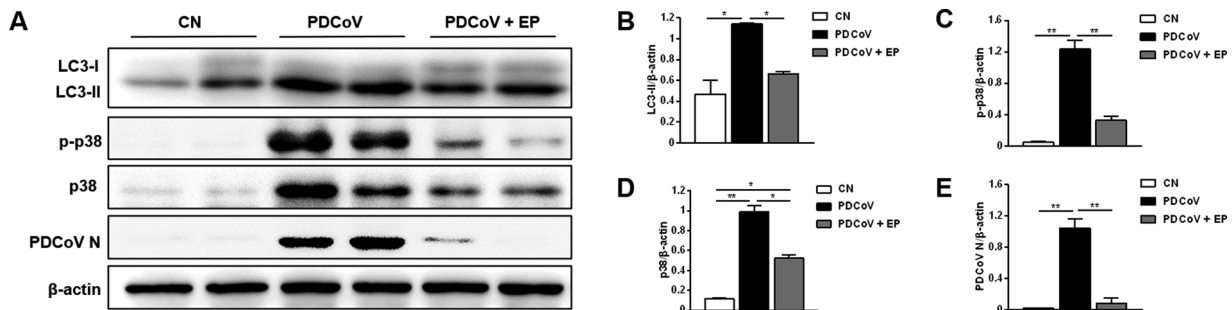 A
CN PDCoV PDCoV + EP
LC3-I
LC3-II
p-p38
p38
PDCoV N
β-actin
B
LC3-II/β-actin
1.2
1
0.8
0.6
0.4
0.2
0
* *
CN
PDCoV
PDCoV + EP
C
p-p38/β-actin
1.6
1.2
0.8
0.4
0
** **
CN
PDCoV
PDCoV + EP
D
p38/β-actin
1.2
1
0.8
0.6
0.4
0.2
0
*
** *
CN
PDCoV
PDCoV + EP
E
PDCoV N/β-actin
1.6
1.2
0.8
0.4
0
** **
CN
PDCoV
PDCoV + EP